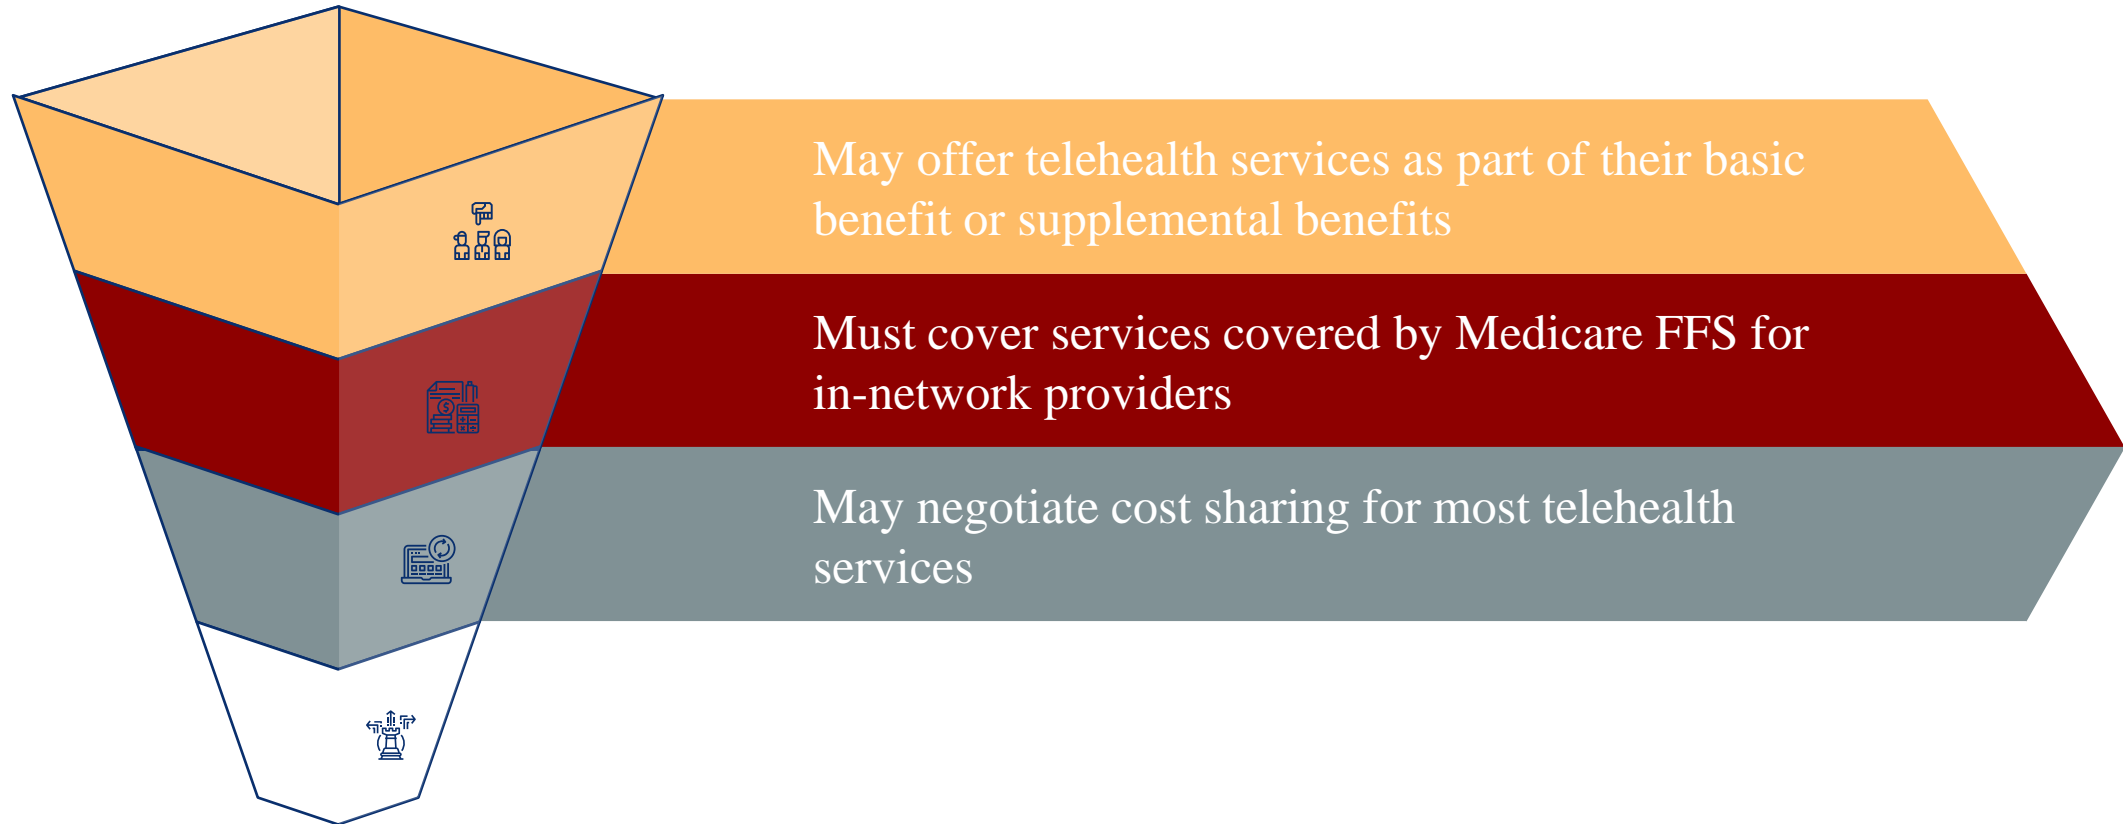 May offer telehealth services as part of their basic
benefit or supplemental benefits
Must cover services covered by Medicare FFS for
in-network providers
May negotiate cost sharing for most telehealth
services